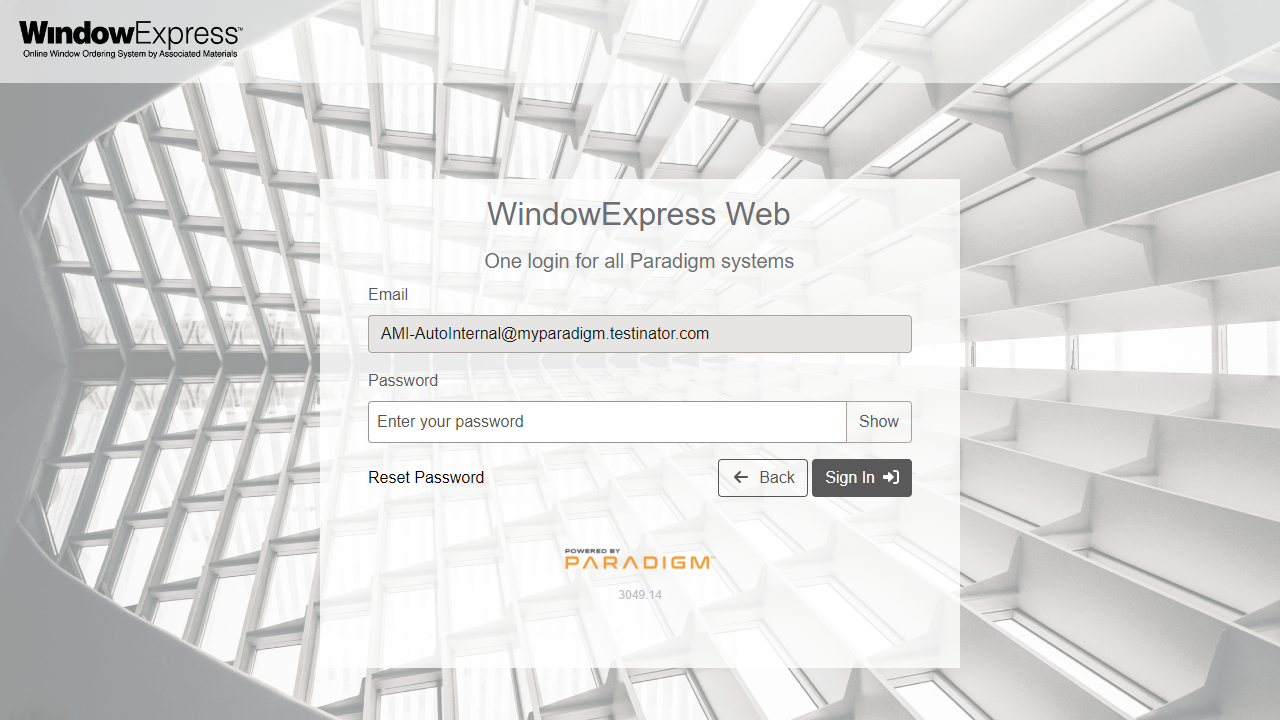 WindowExpress™
Online Window Ordering System by Associated Materials
WindowExpress Web
One login for all Paradigm systems
Email
AMI-AutoInternal@myparadigm.testinator.com
Password
Enter your password
Show
Reset Password
Back
Sign In
POWERED BY
PARADIGM™
3049.14